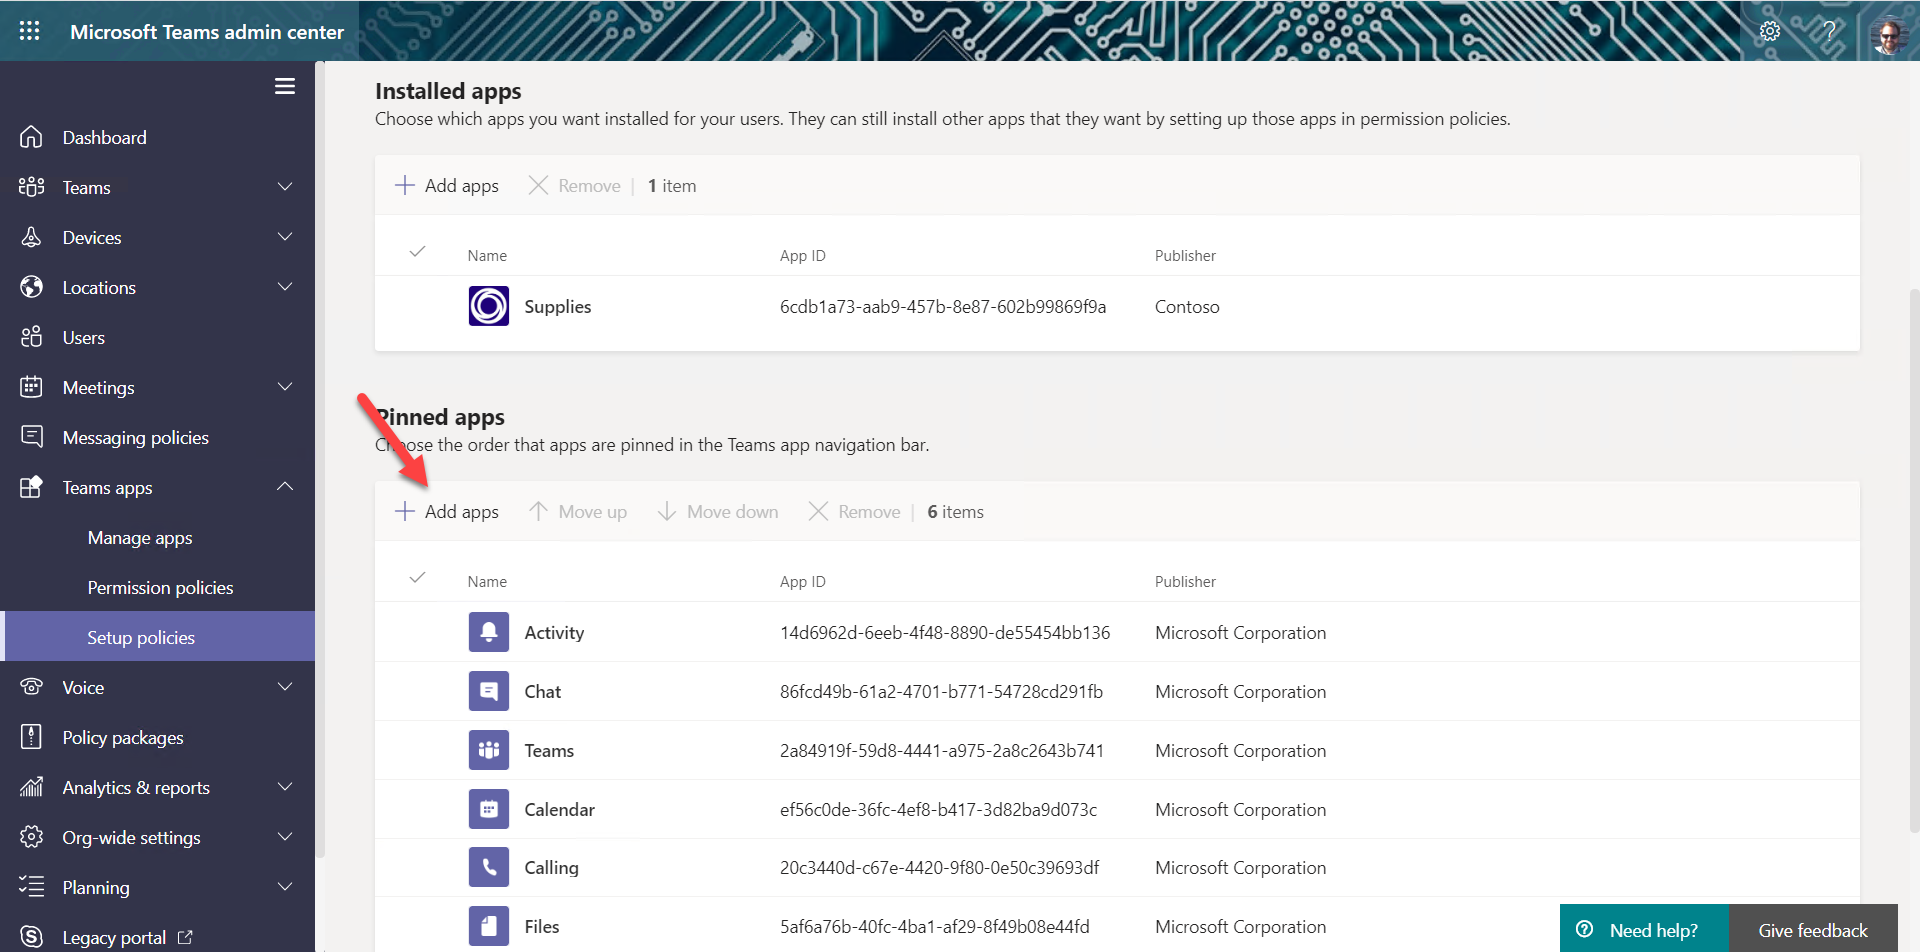 Microsoft Teams admin center
?
Dashboard
Teams
Devices
Locations
Users
Meetings
Messaging policies
Teams apps
Manage apps
Permission policies
Setup policies
Voice
Policy packages
Analytics & reports
Org-wide settings
Planning
Legacy portal
Installed apps
Choose which apps you want installed for your users. They can still install other apps that they want by setting up those apps in permission policies.
Add apps Remove | 1 item
Name App ID Publisher
Supplies 6cdb1a73-aab9-457b-8e87-602b99869f9a Contoso
Pinned apps
Choose the order that apps are pinned in the Teams app navigation bar.
Add apps Move up Move down Remove | 6 items
Name App ID Publisher
Activity 14d6962d-6eeb-4f48-8890-de55454bb136 Microsoft Corporation
Chat 86fcd49b-61a2-4701-b771-54728cd291fb Microsoft Corporation
Teams 2a84919f-59d8-4441-a975-2a8c2643b741 Microsoft Corporation
Calendar ef56c0de-36fc-4ef8-b417-3d82ba9d073c Microsoft Corporation
Calling 20c3440d-c67e-4420-9f80-0e50c39693df Microsoft Corporation
Files 5af6a76b-40fc-4ba1-af29-8f49b08e44fd Microsoft Corporation
Need help? Give feedback